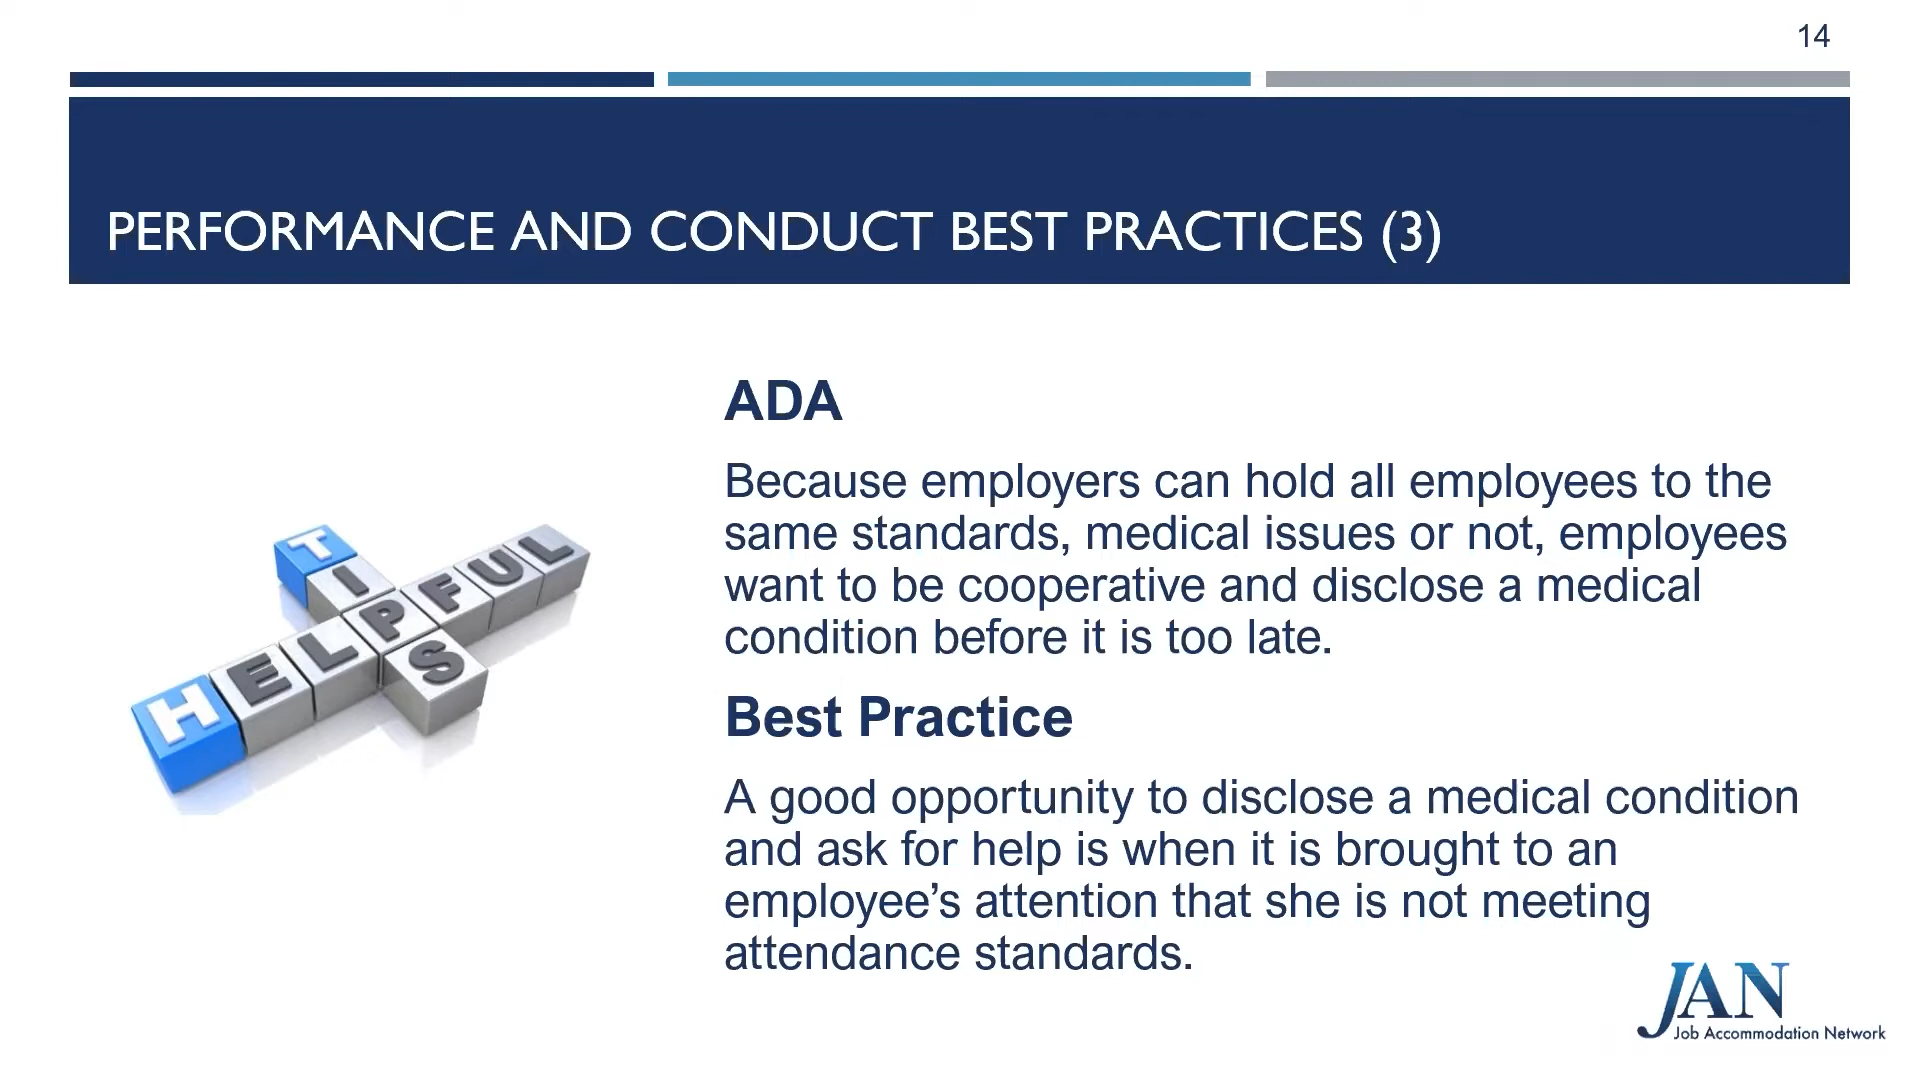 14
PERFORMANCE AND CONDUCT BEST PRACTICES (3)
TIPS
HELPFUL
ADA
Because employers can hold all employees to the
same standards, medical issues or not, employees
want to be cooperative and disclose a medical
condition before it is too late.
Best Practice
A good opportunity to disclose a medical condition
and ask for help is when it is brought to an
employee’s attention that she is not meeting
attendance standards.
JAN
Job Accommodation Network